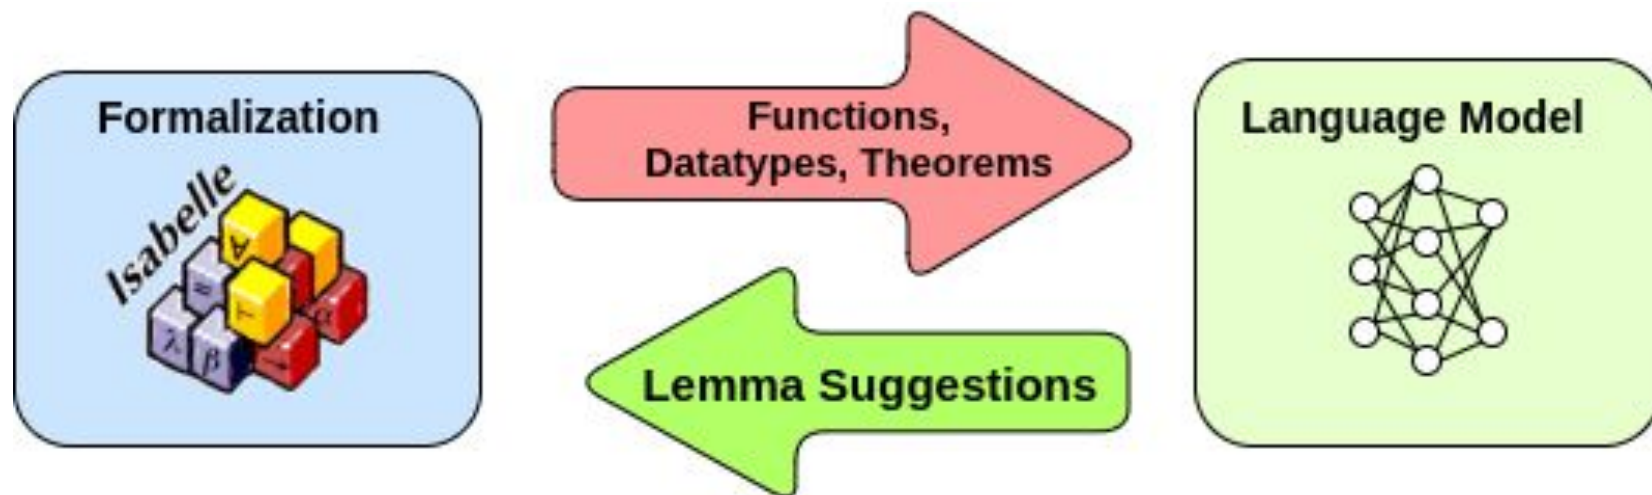 Formalization
Isabelle
∀
=
α
λ
β
→
Functions,
Datatypes, Theorems
Lemma Suggestions
Language Model